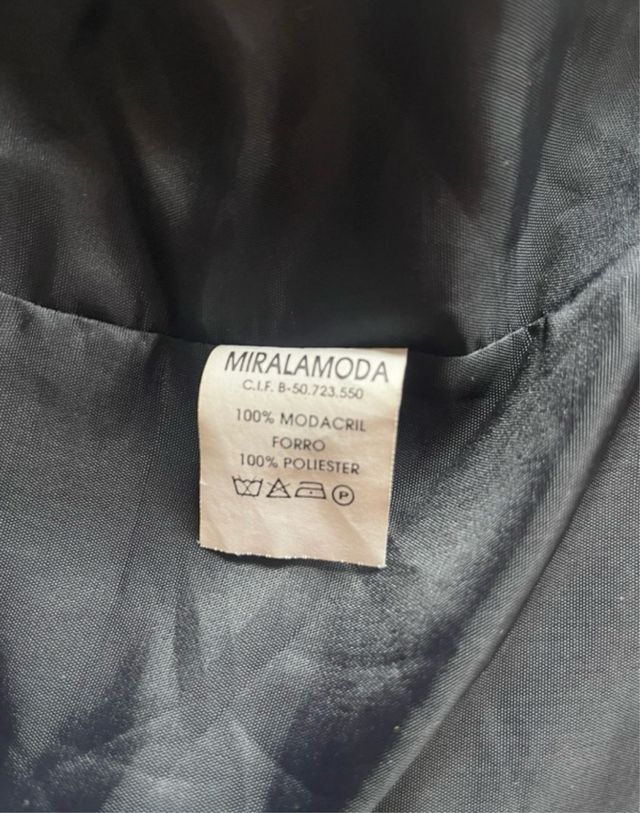 MIRALAMODA
C.I.F. B-50.723.550
100% MODACRIL
FORRO
100% POLIESTER
P